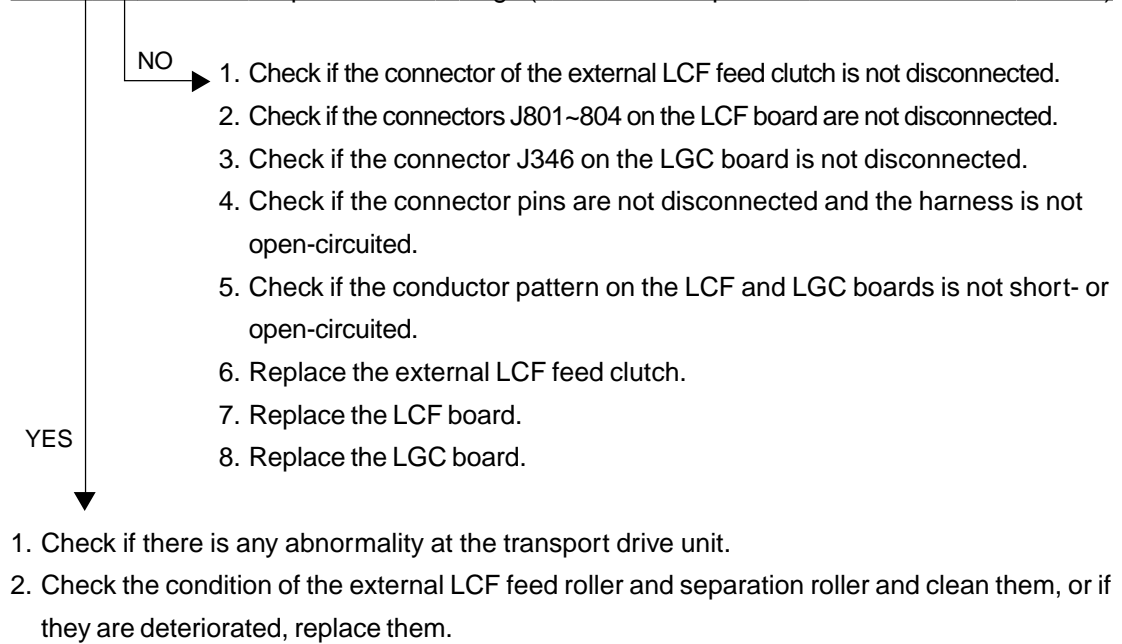 NO
1. Check if the connector of the external LCF feed clutch is not disconnected.
2. Check if the connectors J801~804 on the LCF board are not disconnected.
3. Check if the connector J346 on the LGC board is not disconnected.
4. Check if the connector pins are not disconnected and the harness is not
open-circuited.
5. Check if the conductor pattern on the LCF and LGC boards is not short- or
open-circuited.
6. Replace the external LCF feed clutch.
7. Replace the LCF board.
8. Replace the LGC board.
YES
1. Check if there is any abnormality at the transport drive unit.
2. Check the condition of the external LCF feed roller and separation roller and clean them, or if
they are deteriorated, replace them.